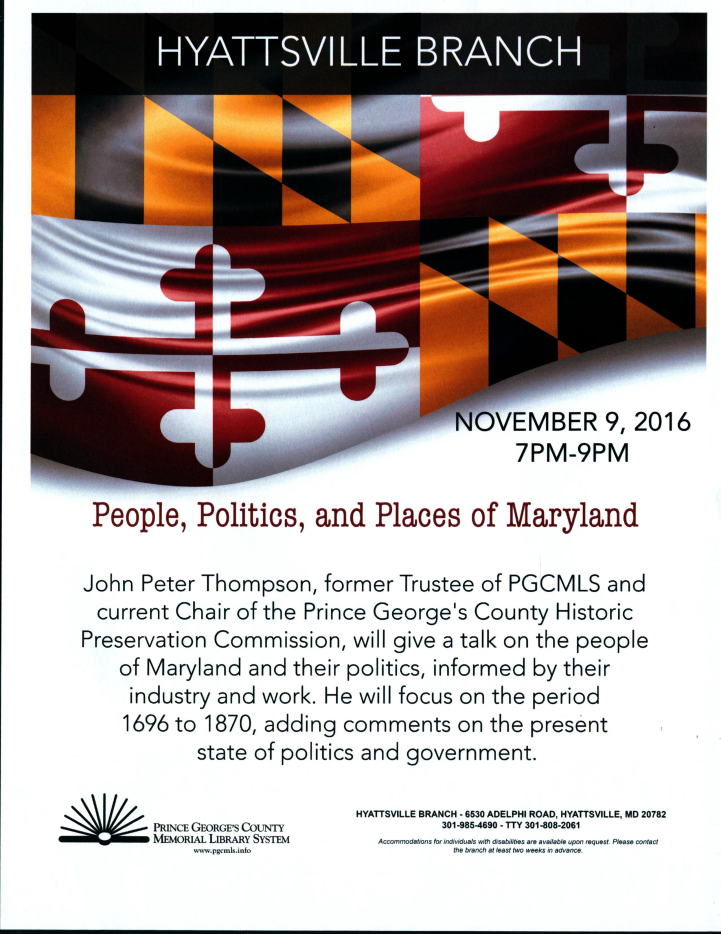 HYATTSVILLE BRANCH
NOVEMBER 9, 2016
7PM-9PM
People, Politics, and Places of Maryland
John Peter Thompson, former Trustee of PGCMLS and
current Chair of the Prince George's County Historic
Preservation Commission, will give a talk on the people
of Maryland and their politics, informed by their
industry and work. He will focus on the period
1696 to 1870, adding comments on the present
state of politics and government.
PRINCE GEORGE'S COUNTY
MEMORIAL LIBRARY SYSTEM
www.pgcmls.info
HYATTSVILLE BRANCH - 6530 ADELPHI ROAD, HYATTSVILLE, MD 20782
301-985-4690 - TTY 301-808-2061
Accommodations for individuals with disabilities are available upon request. Please contact
the branch at least two weeks in advance.